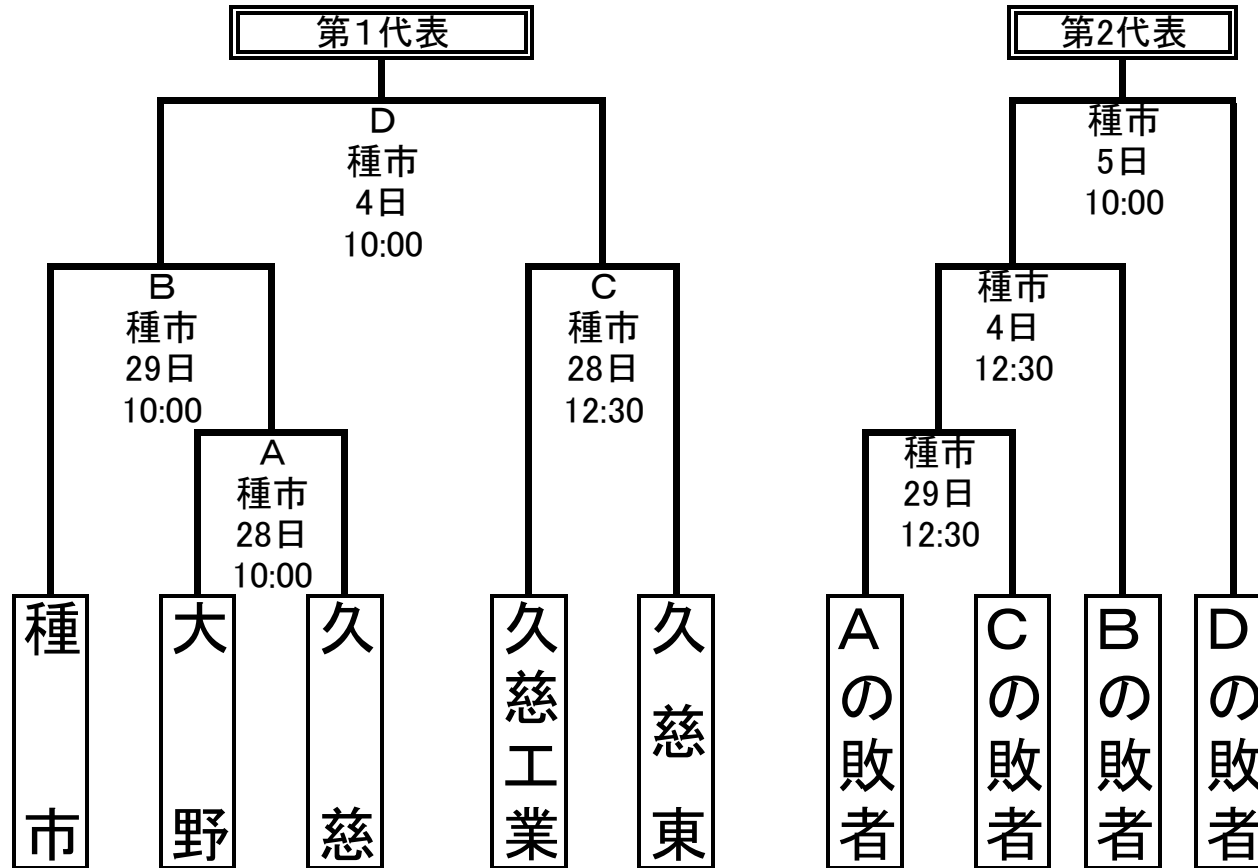 第1代表
D
種市
4日
10:00
B
種市
29日
10:00
C
種市
28日
12:30
A
種市
28日
10:00
種市
大野
久慈
久慈工業
久慈東
第2代表
種市
5日
10:00
種市
4日
12:30
種市
29日
12:30
Aの敗者
Cの敗者
Bの敗者
Dの敗者